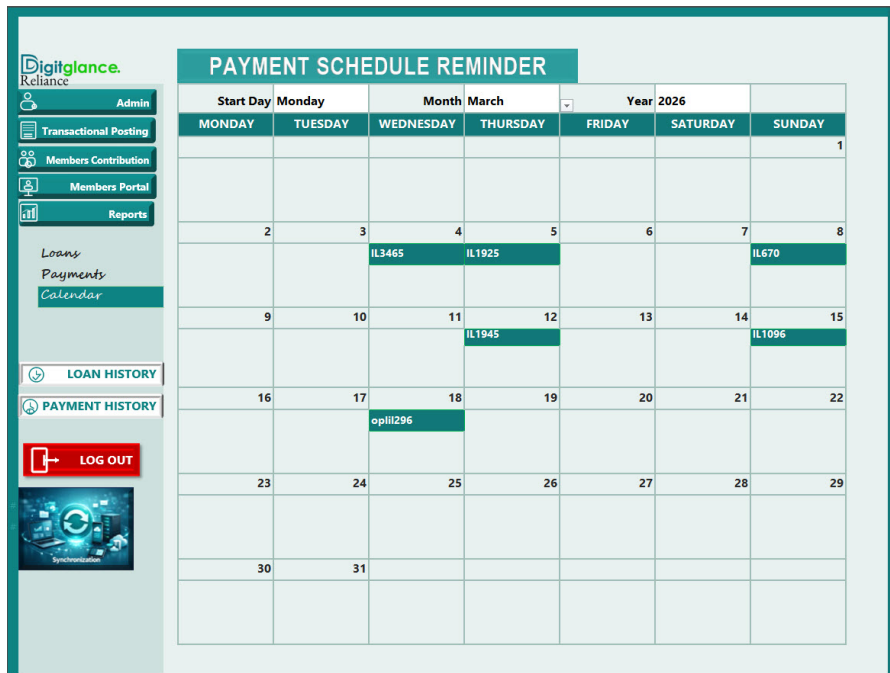 Digitglance.
Reliance
Admin
Transactional Posting
Members Contribution
Members Portal
Reports
Loans
Payments
Calendar
LOAN HISTORY
PAYMENT HISTORY
LOG OUT
Synchronization
PAYMENT SCHEDULE REMINDER
Start Day Monday Month March Year 2026
MONDAY TUESDAY WEDNESDAY THURSDAY FRIDAY SATURDAY SUNDAY
1
2 3 4 5 6 7 8
IL3465 IL1925 IL670
9 10 11 12 13 14 15
IL1945 IL1096
16 17 18 19 20 21 22
oplil296
23 24 25 26 27 28 29
30 31